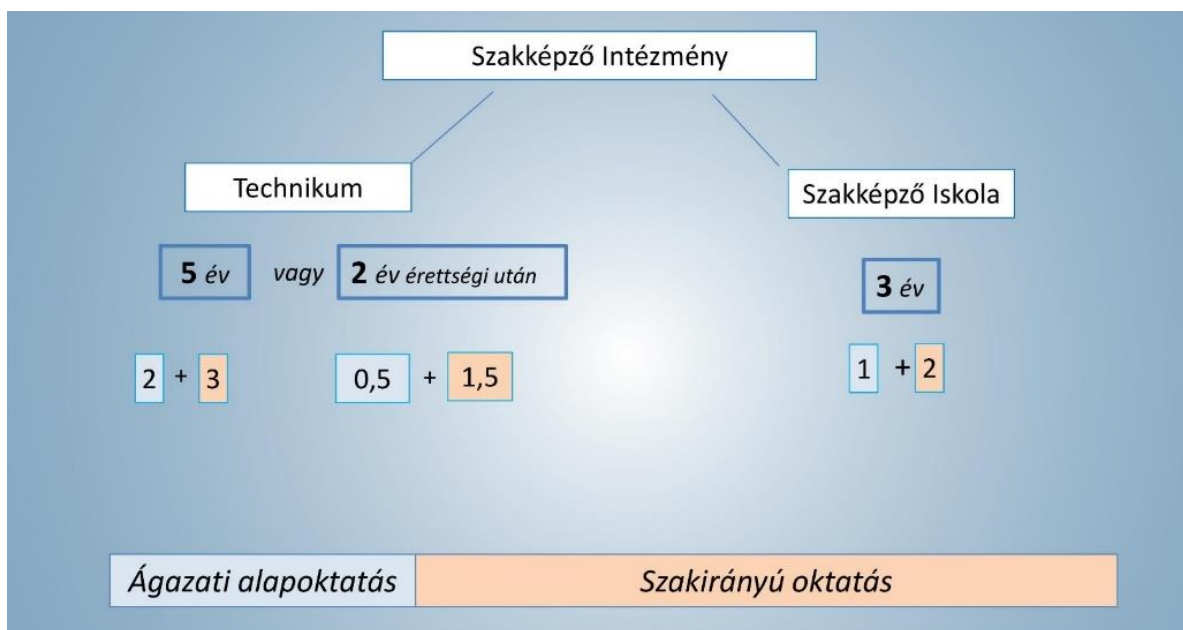 Szakképző Intézmény
Technikum
Szakképző Iskola
5 év vagy 2 év érettségi után
3 év
2 + 3
0,5 + 1,5
1 + 2
Ágazati alapoktatás
Szakirányú oktatás